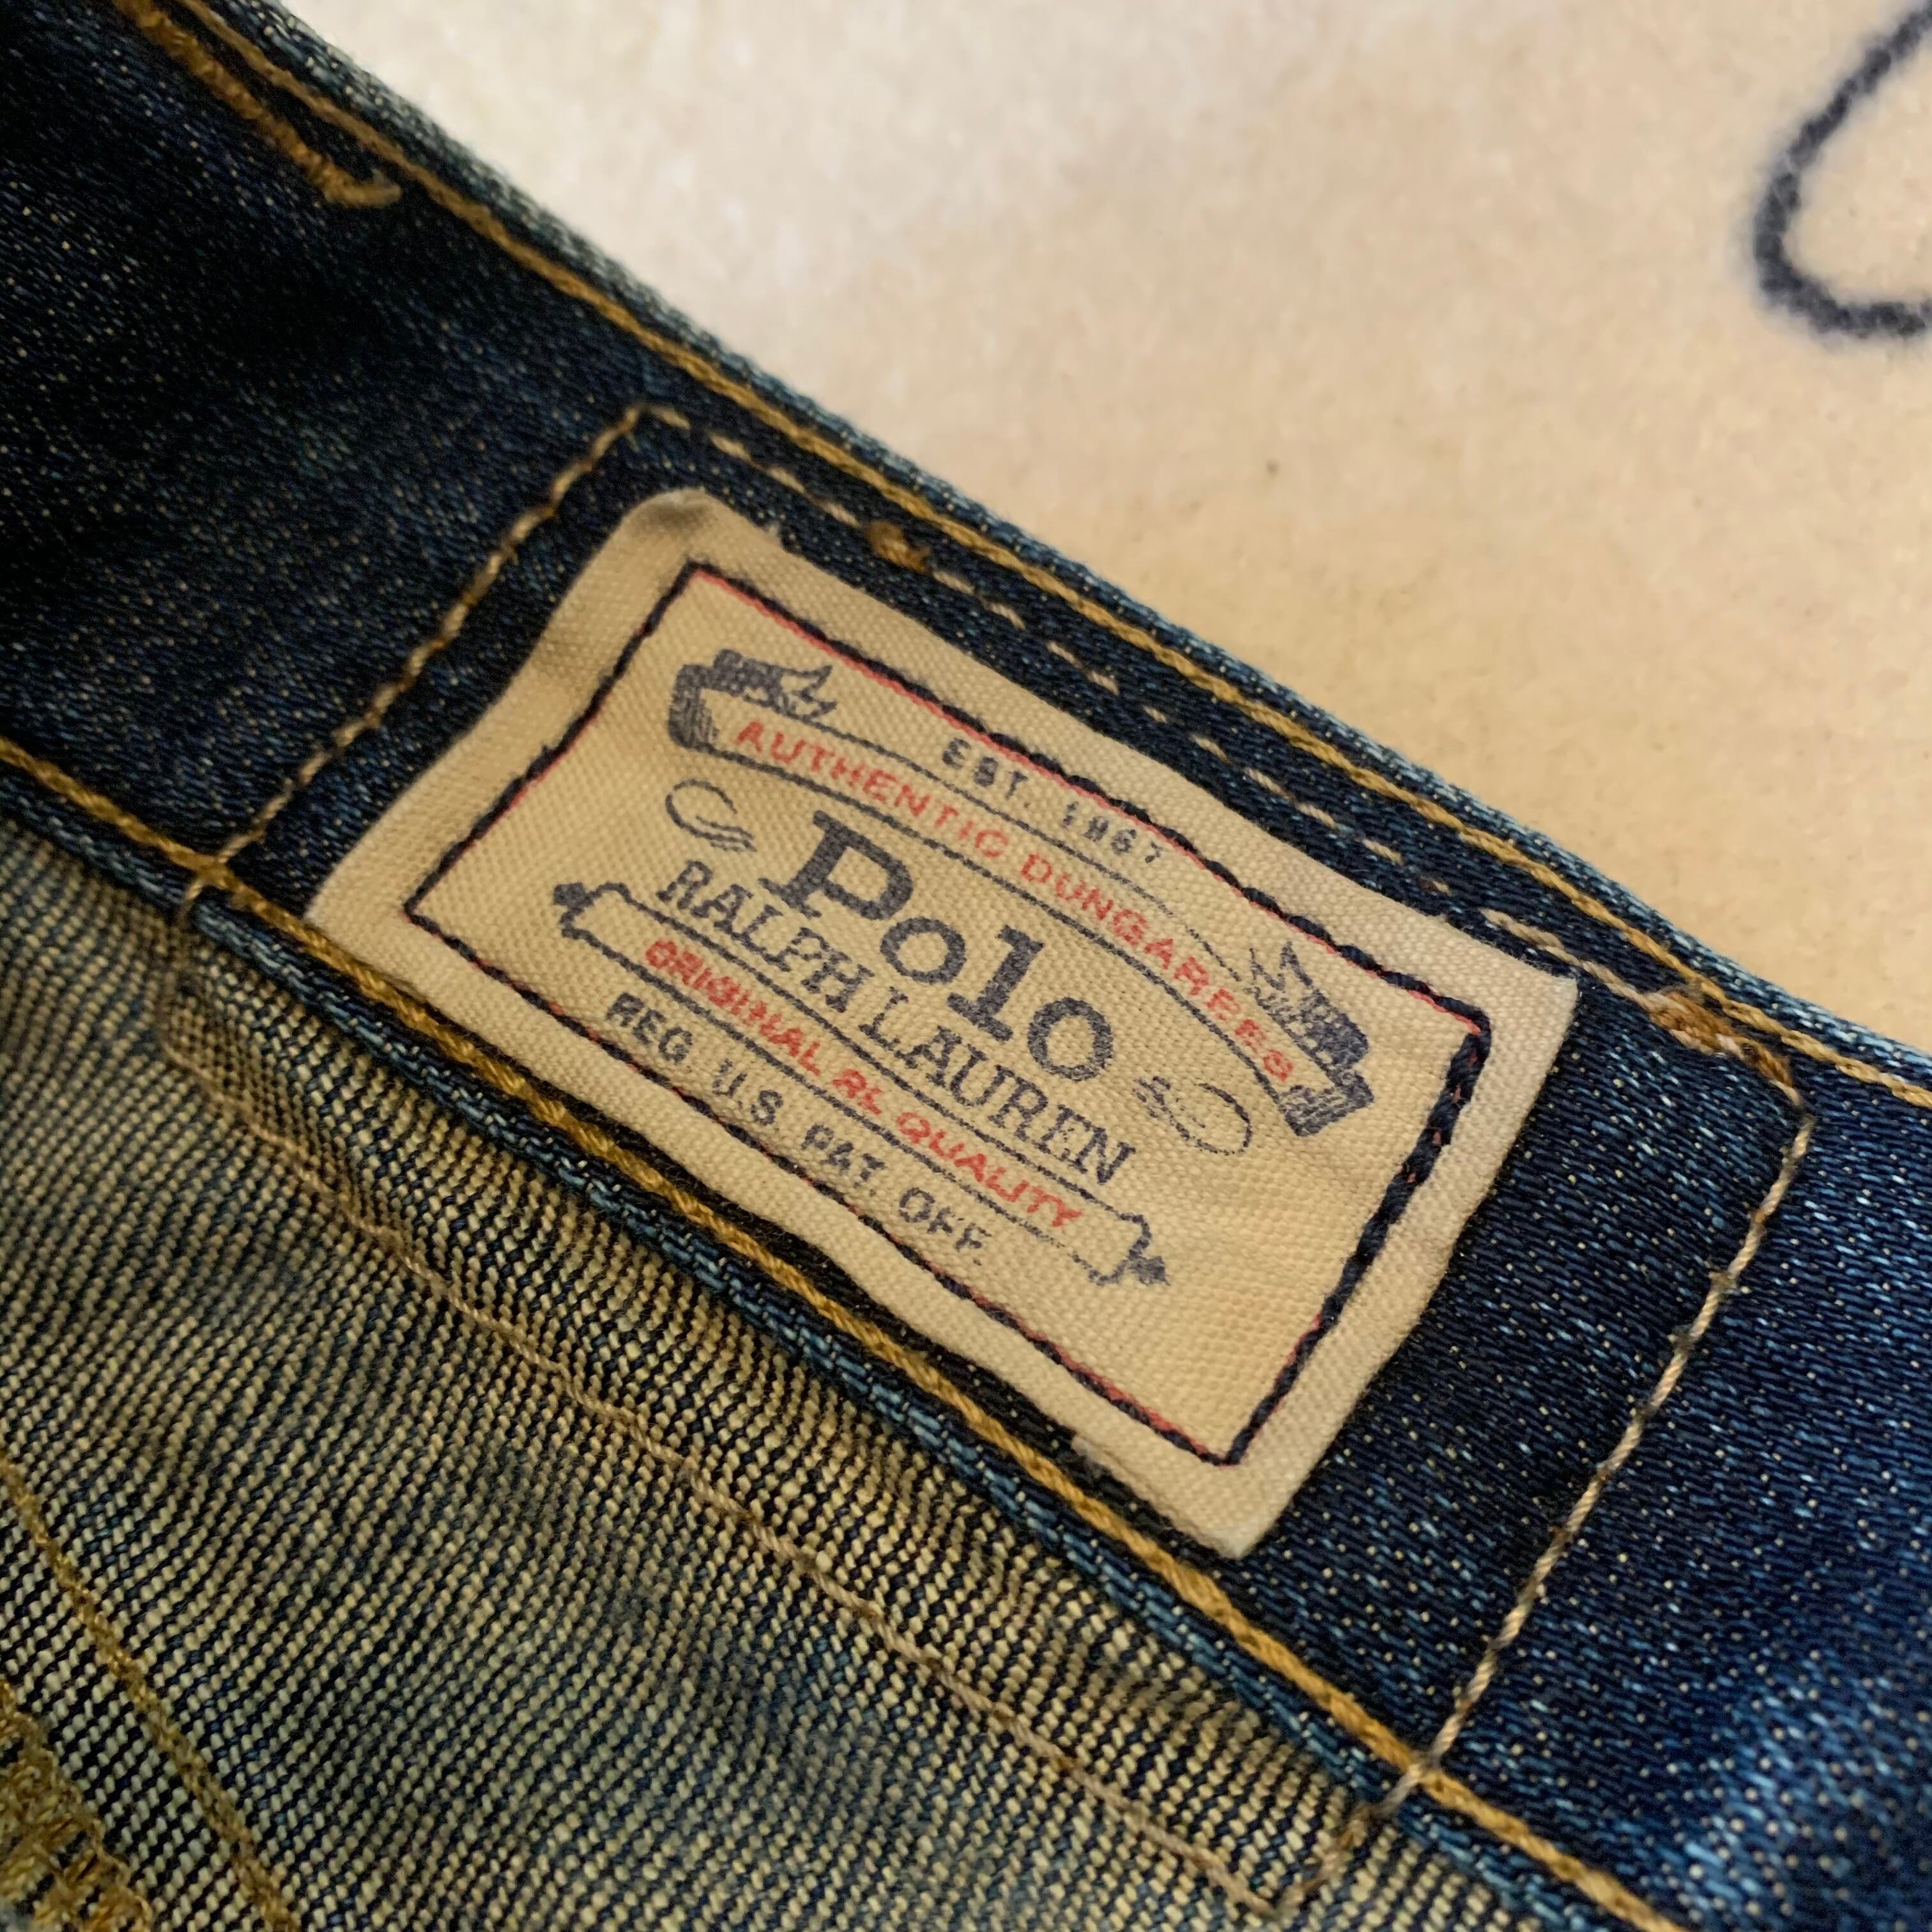 EST. 1967
AUTHENTIC DUNGAREES
Polo
RALPH LAUREN
ORIGINAL RL QUALITY
REG. U.S. PAT. OFF.